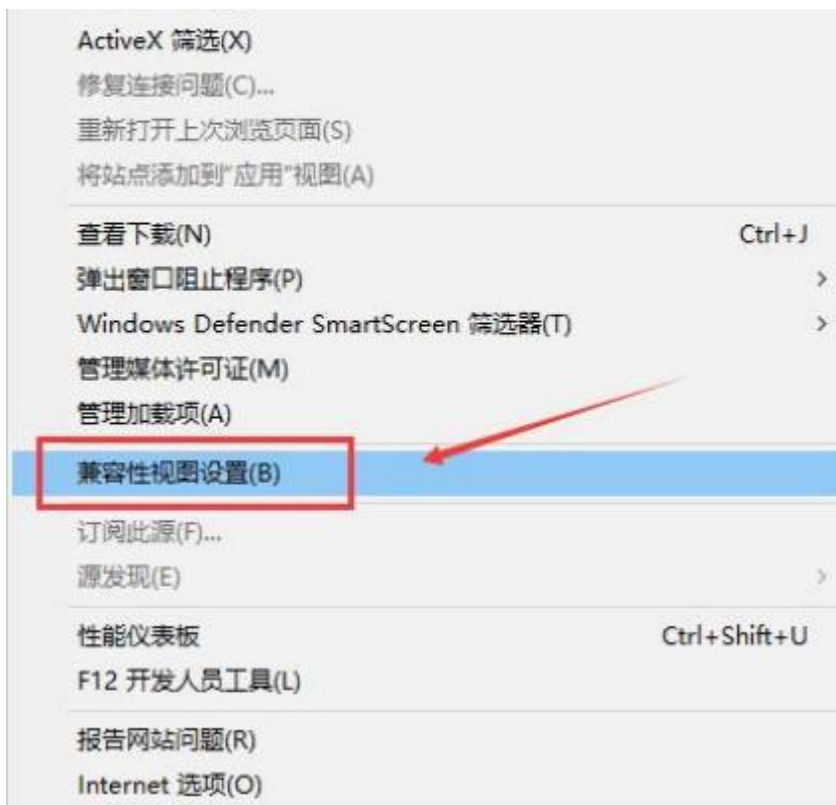 ActiveX 筛选(X)
修复连接问题(C)...
重新打开上次浏览页面(S)
将站点添加到"应用"视图(A)
查看下载(N) Ctrl+J
弹出窗口阻止程序(P)
Windows Defender SmartScreen 筛选器(T)
管理媒体许可证(M)
管理加载项(A)
兼容性视图设置(B)
订阅此源(F)...
源发现(E)
性能仪表板 Ctrl+Shift+U
F12 开发人员工具(L)
报告网站问题(R)
Internet 选项(O)